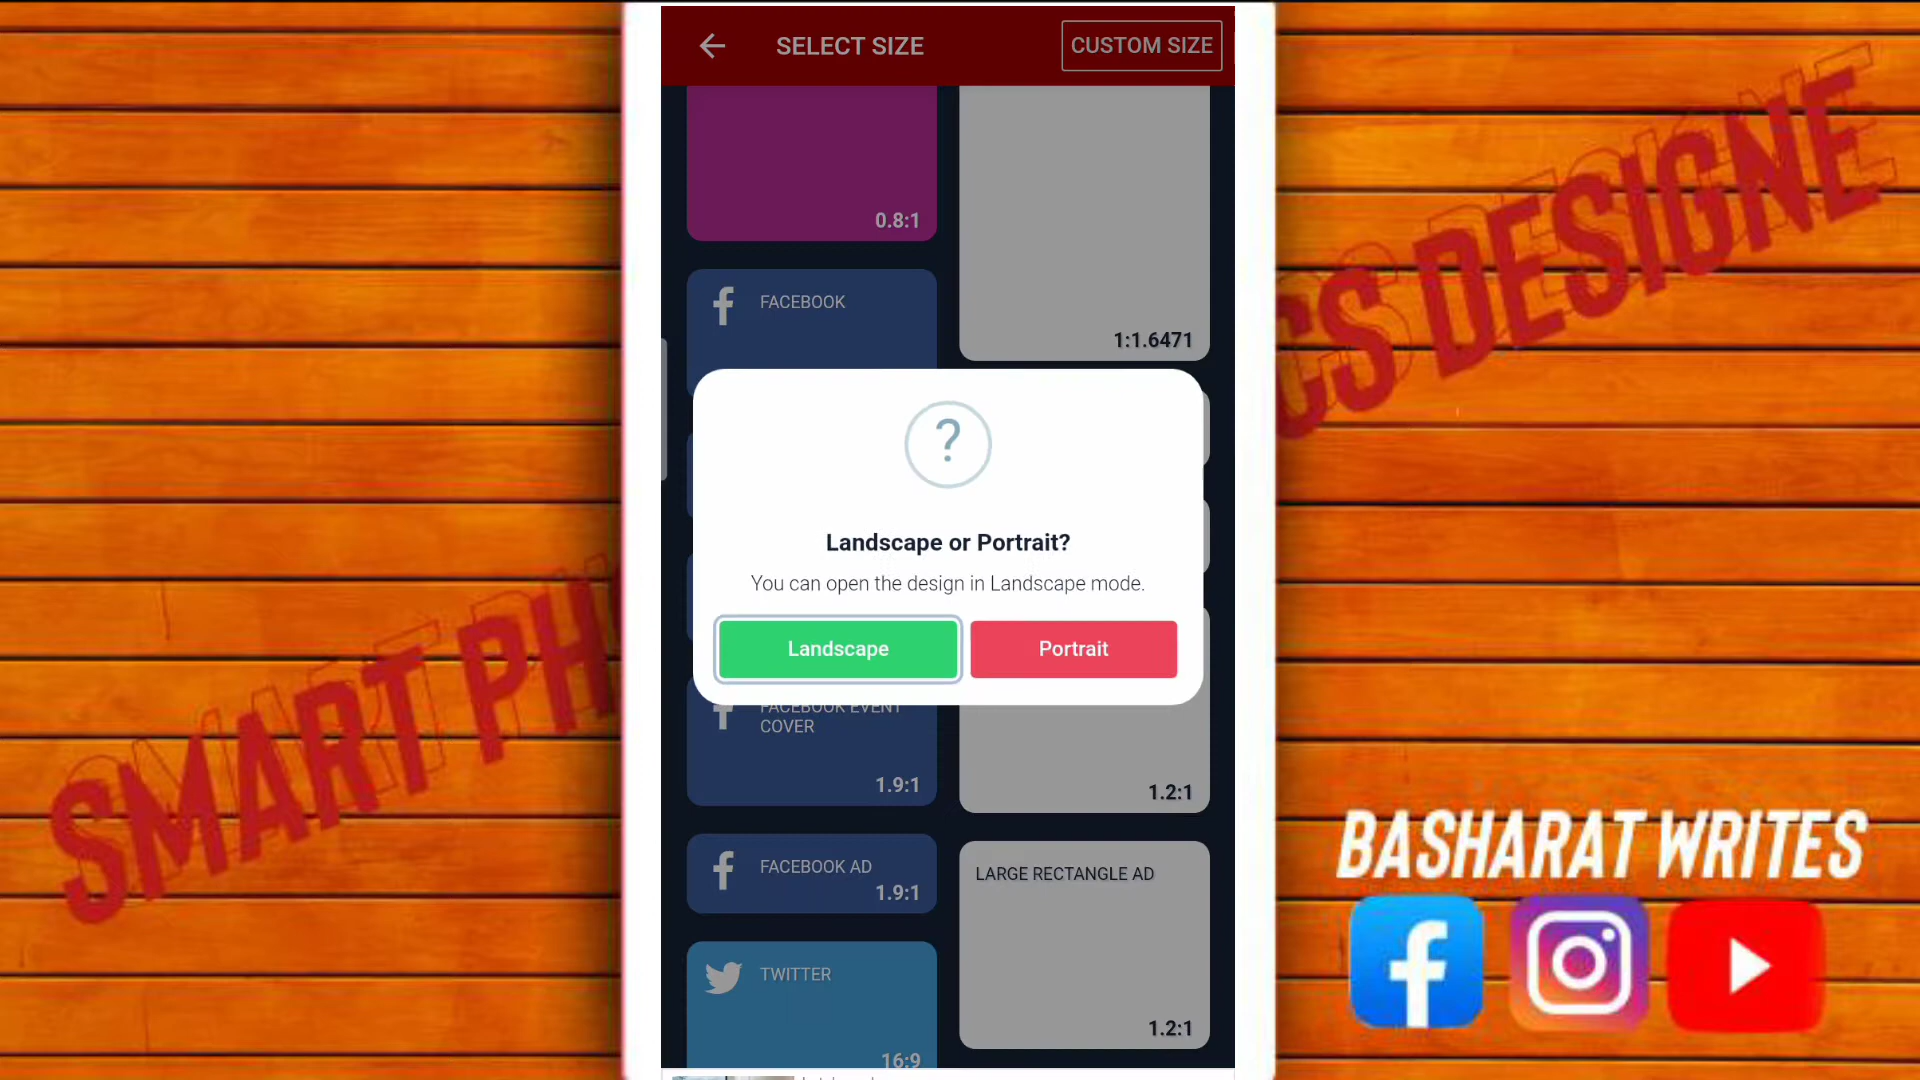 SELECT SIZE
CUSTOM SIZE
0.8:1
FACEBOOK
1:1.6471
?
Landscape or Portrait?
You can open the design in Landscape mode.
Landscape
Portrait
FACEBOOK EVENT
COVER
1.9:1
1.2:1
FACEBOOK AD
1.9:1
LARGE RECTANGLE AD
TWITTER
1.2:1
16:9
SMART PH
CS DESIGNE
BASHARAT WRITES